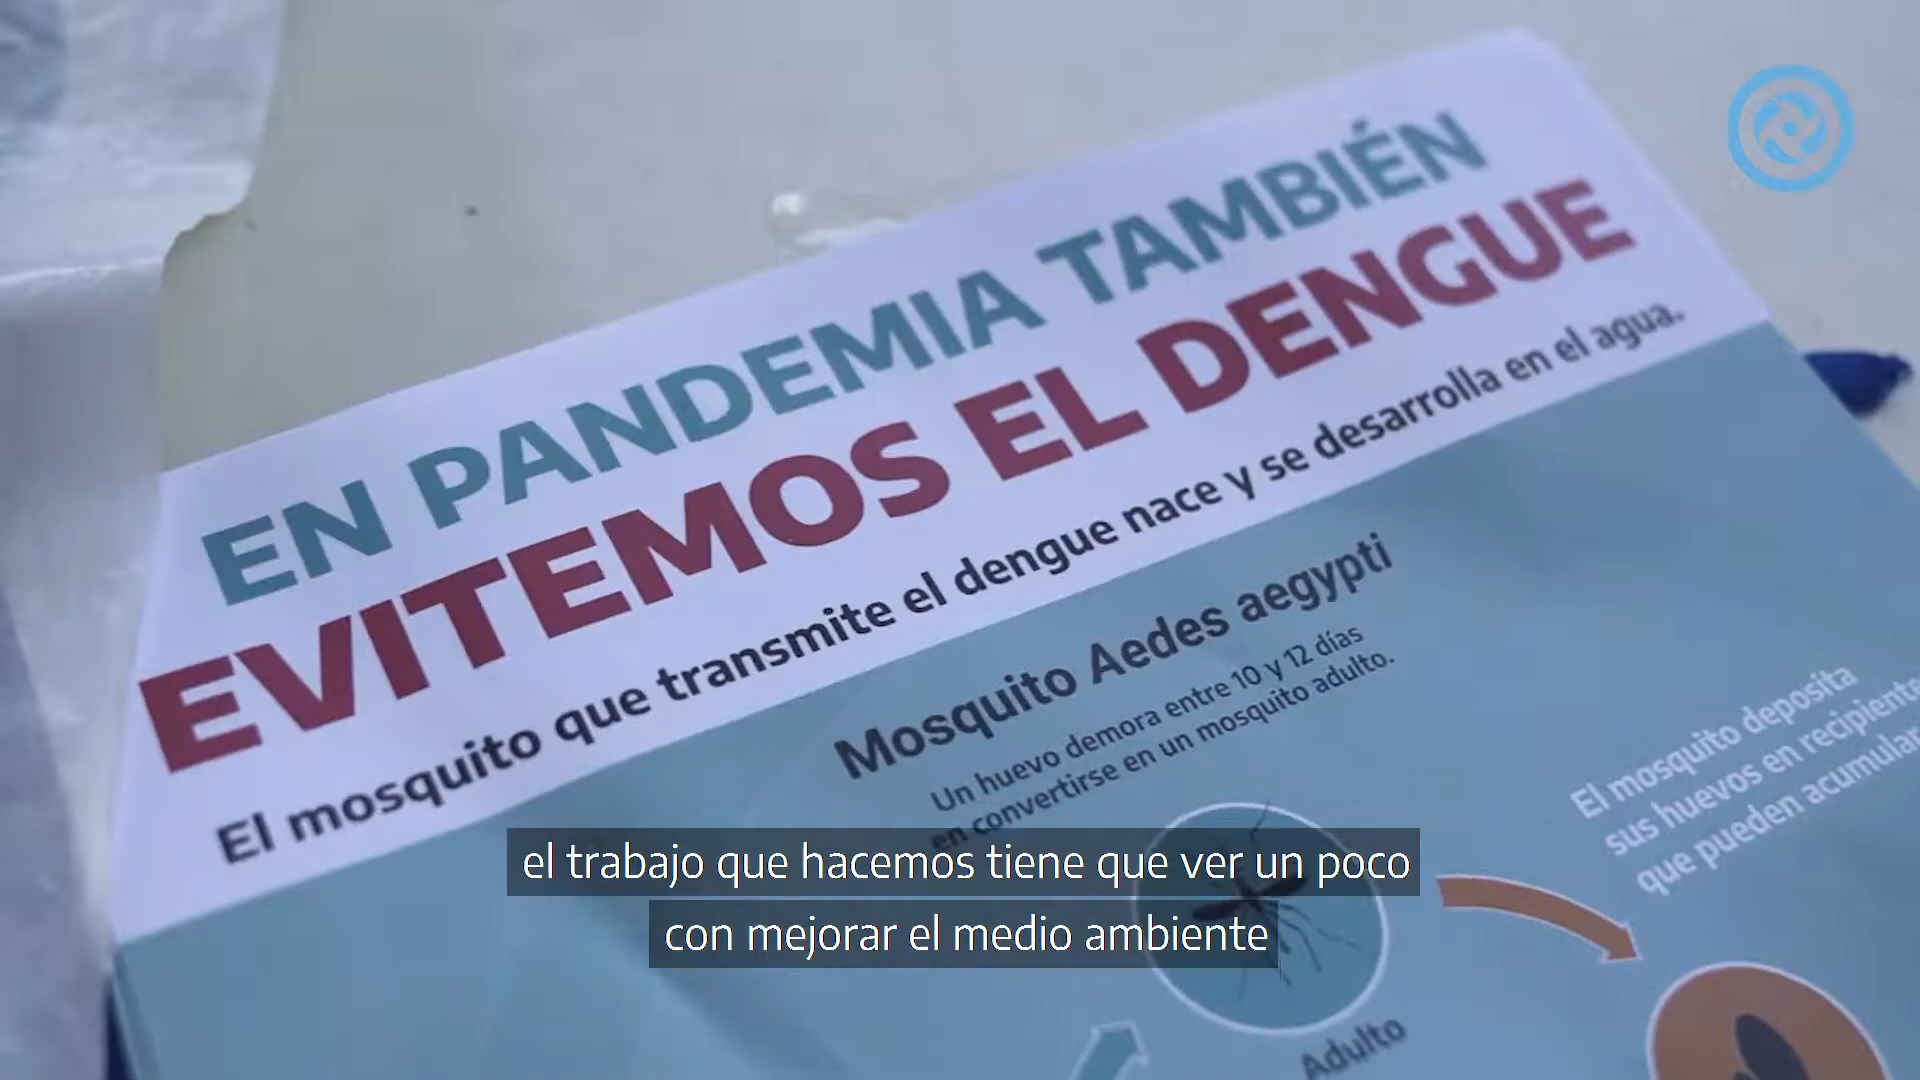 EN PANDEMIA TAMBIÉN
EVITEMOS EL DENGUE
El mosquito que transmite el dengue nace y se desarrolla en el agua.
Mosquito Aedes aegypti
Un huevo demora entre 10 y 12 días
en convertirse en un mosquito adulto.
El mosquito deposita
sus huevos en recipiente
que pueden acumular
el trabajo que hacemos tiene que ver un poco
con mejorar el medio ambiente
Adulto